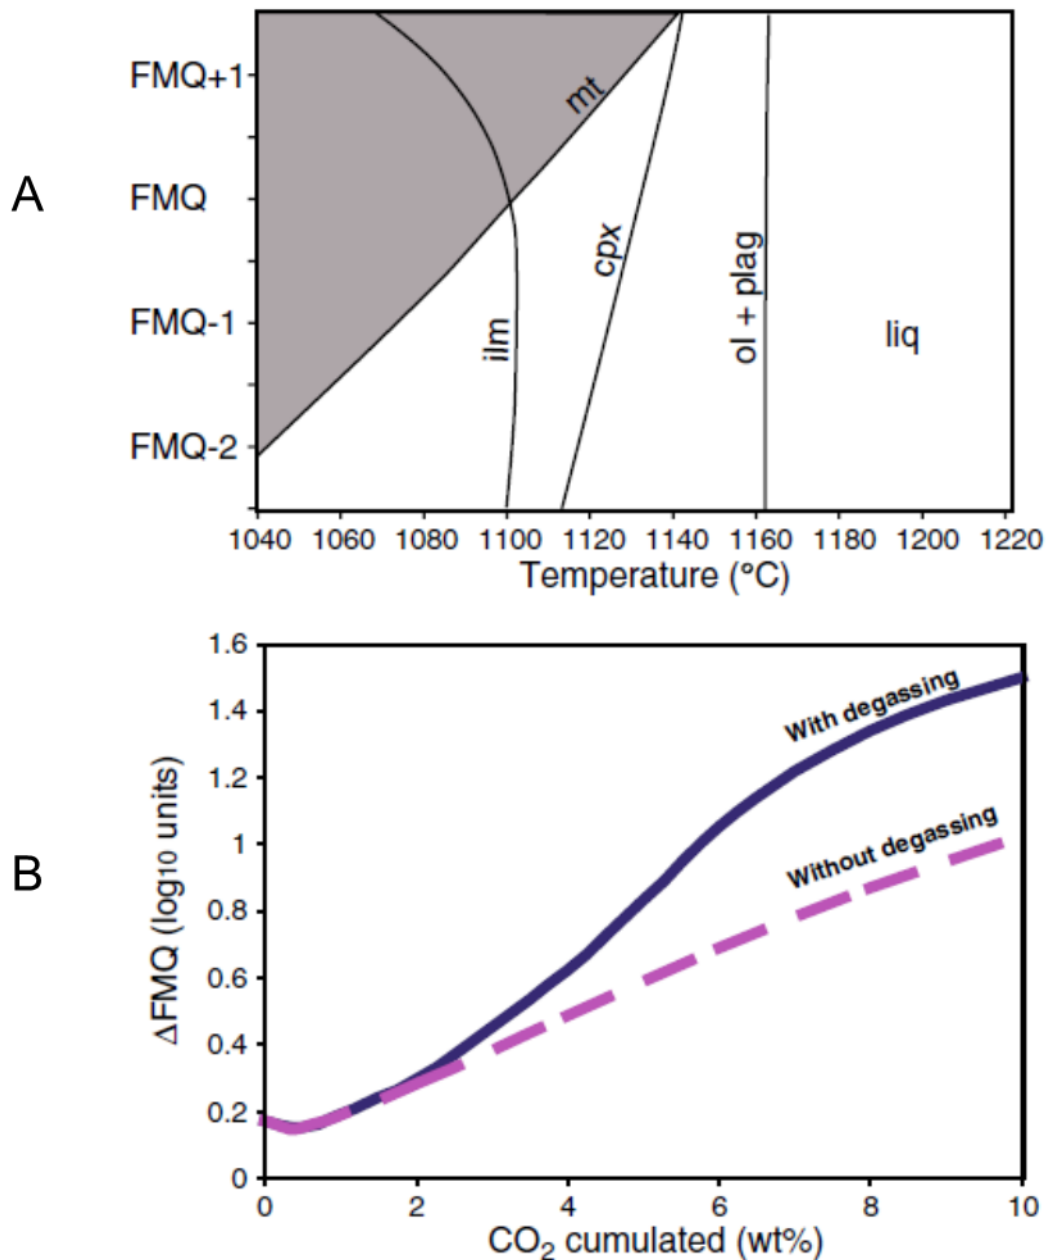 A
FMQ+1
FMQ
FMQ-1
FMQ-2
mt
cpx
ilm
ol + plag
liq
1040 1060 1080 1100 1120 1140 1160 1180 1200 1220
Temperature (°C)
B
1.6
1.4
1.2
1
0.8
0.6
0.4
0.2
0
ΔFMQ (log10 units)
With degassing
Without degassing
0 2 4 6 8 10
CO₂ cumulated (wt%)